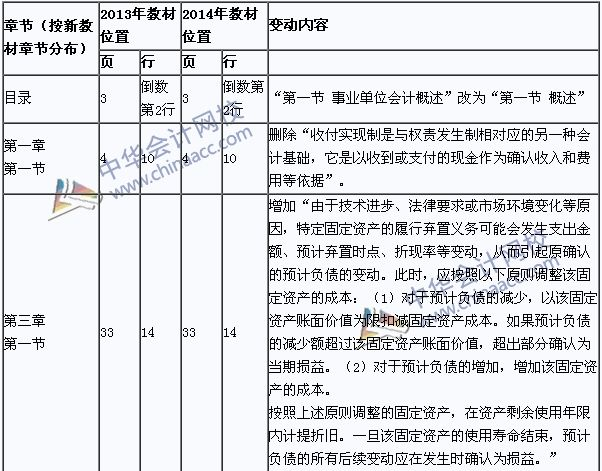 章节（按新教
材章节分布）
2013年教材
位置
2014年教材
位置
变动内容
页
行
页
行
目录
3
倒数
第2行
3
倒数第
2行
“第一节 事业单位会计概述”改为“第一节 概述”
第一章
第一节
4
10
4
10
删除“收付实现制是与权责发生制相对应的另一种会
计基础，它是以收到或支付的现金作为确认收入和费
用等依据”。
第三章
第一节
33
14
33
14
增加“由于技术进步、法律要求或市场环境变化等原
因，特定固定资产的履行弃置义务可能会发生支出金
额、预计弃置时点、折现率等变动，从而引起原确认
的预计负债的变动。此时，应按照以下原则调整该固
定资产的成本：（1）对于预计负债的减少，以该固定
资产账面价值为限扣减固定资产成本。如果预计负债
的减少额超过该固定资产账面价值，超出部分确认为
当期损益。（2）对于预计负债的增加，增加该固定资
产的成本。
按照上述原则调整的固定资产，在资产剩余使用年限
内计提折旧。一旦该固定资产的使用寿命结束，预计
负债的所有后续变动应在发生时确认为损益。”
中华会计网校
www.chinaacc.com
中华会计网校
www.chinaacc.com